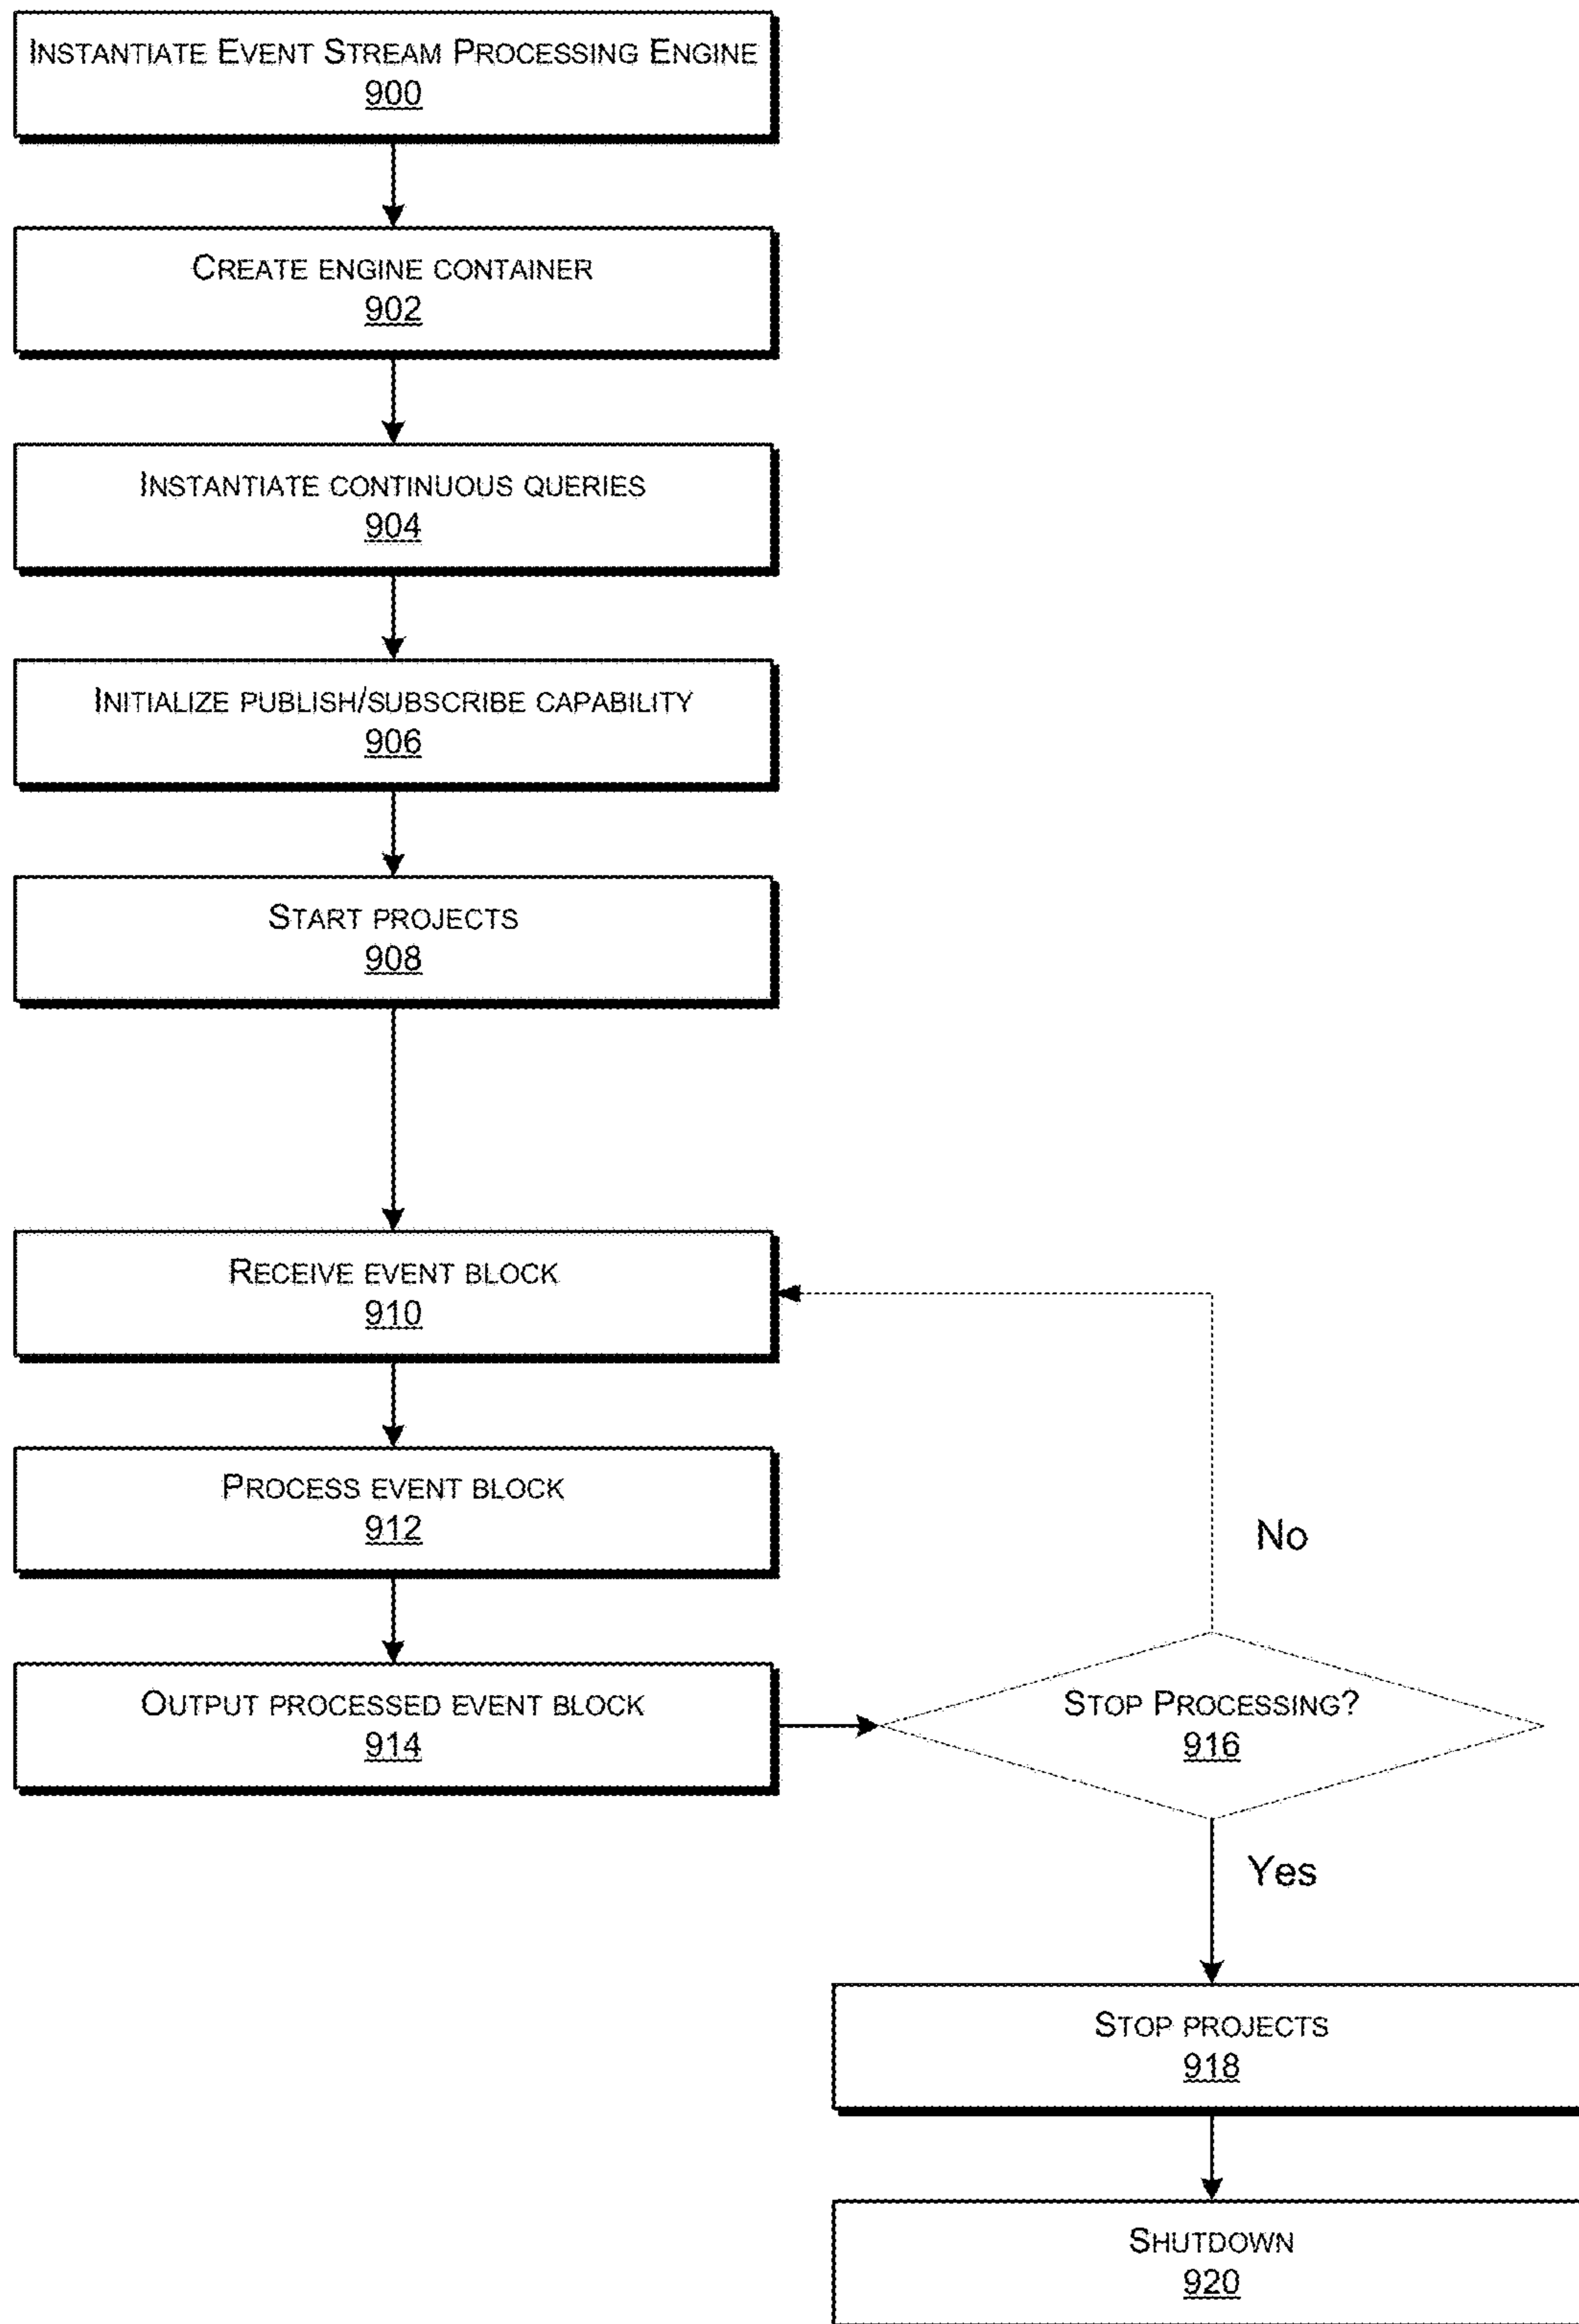 INSTANTIATE EVENT STREAM PROCESSING ENGINE
900
CREATE ENGINE CONTAINER
902
INSTANTIATE CONTINUOUS QUERIES
904
INITIALIZE PUBLISH/SUBSCRIBE CAPABILITY
906
START PROJECTS
908
RECEIVE EVENT BLOCK
910
PROCESS EVENT BLOCK
912
No
OUTPUT PROCESSED EVENT BLOCK
914
STOP PROCESSING?
916
Yes
STOP PROJECTS
918
SHUTDOWN
920